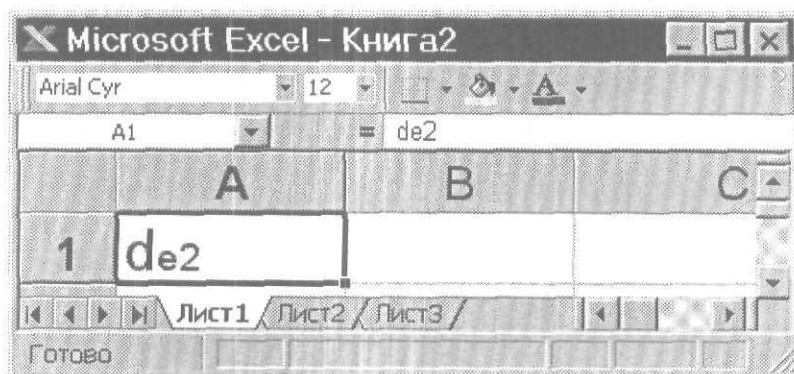 Microsoft Excel - Книга2
Arial Cyr 12 A
A1 = de2
A B C
1 de2
Лист1 Лист2 Лист3
Готово